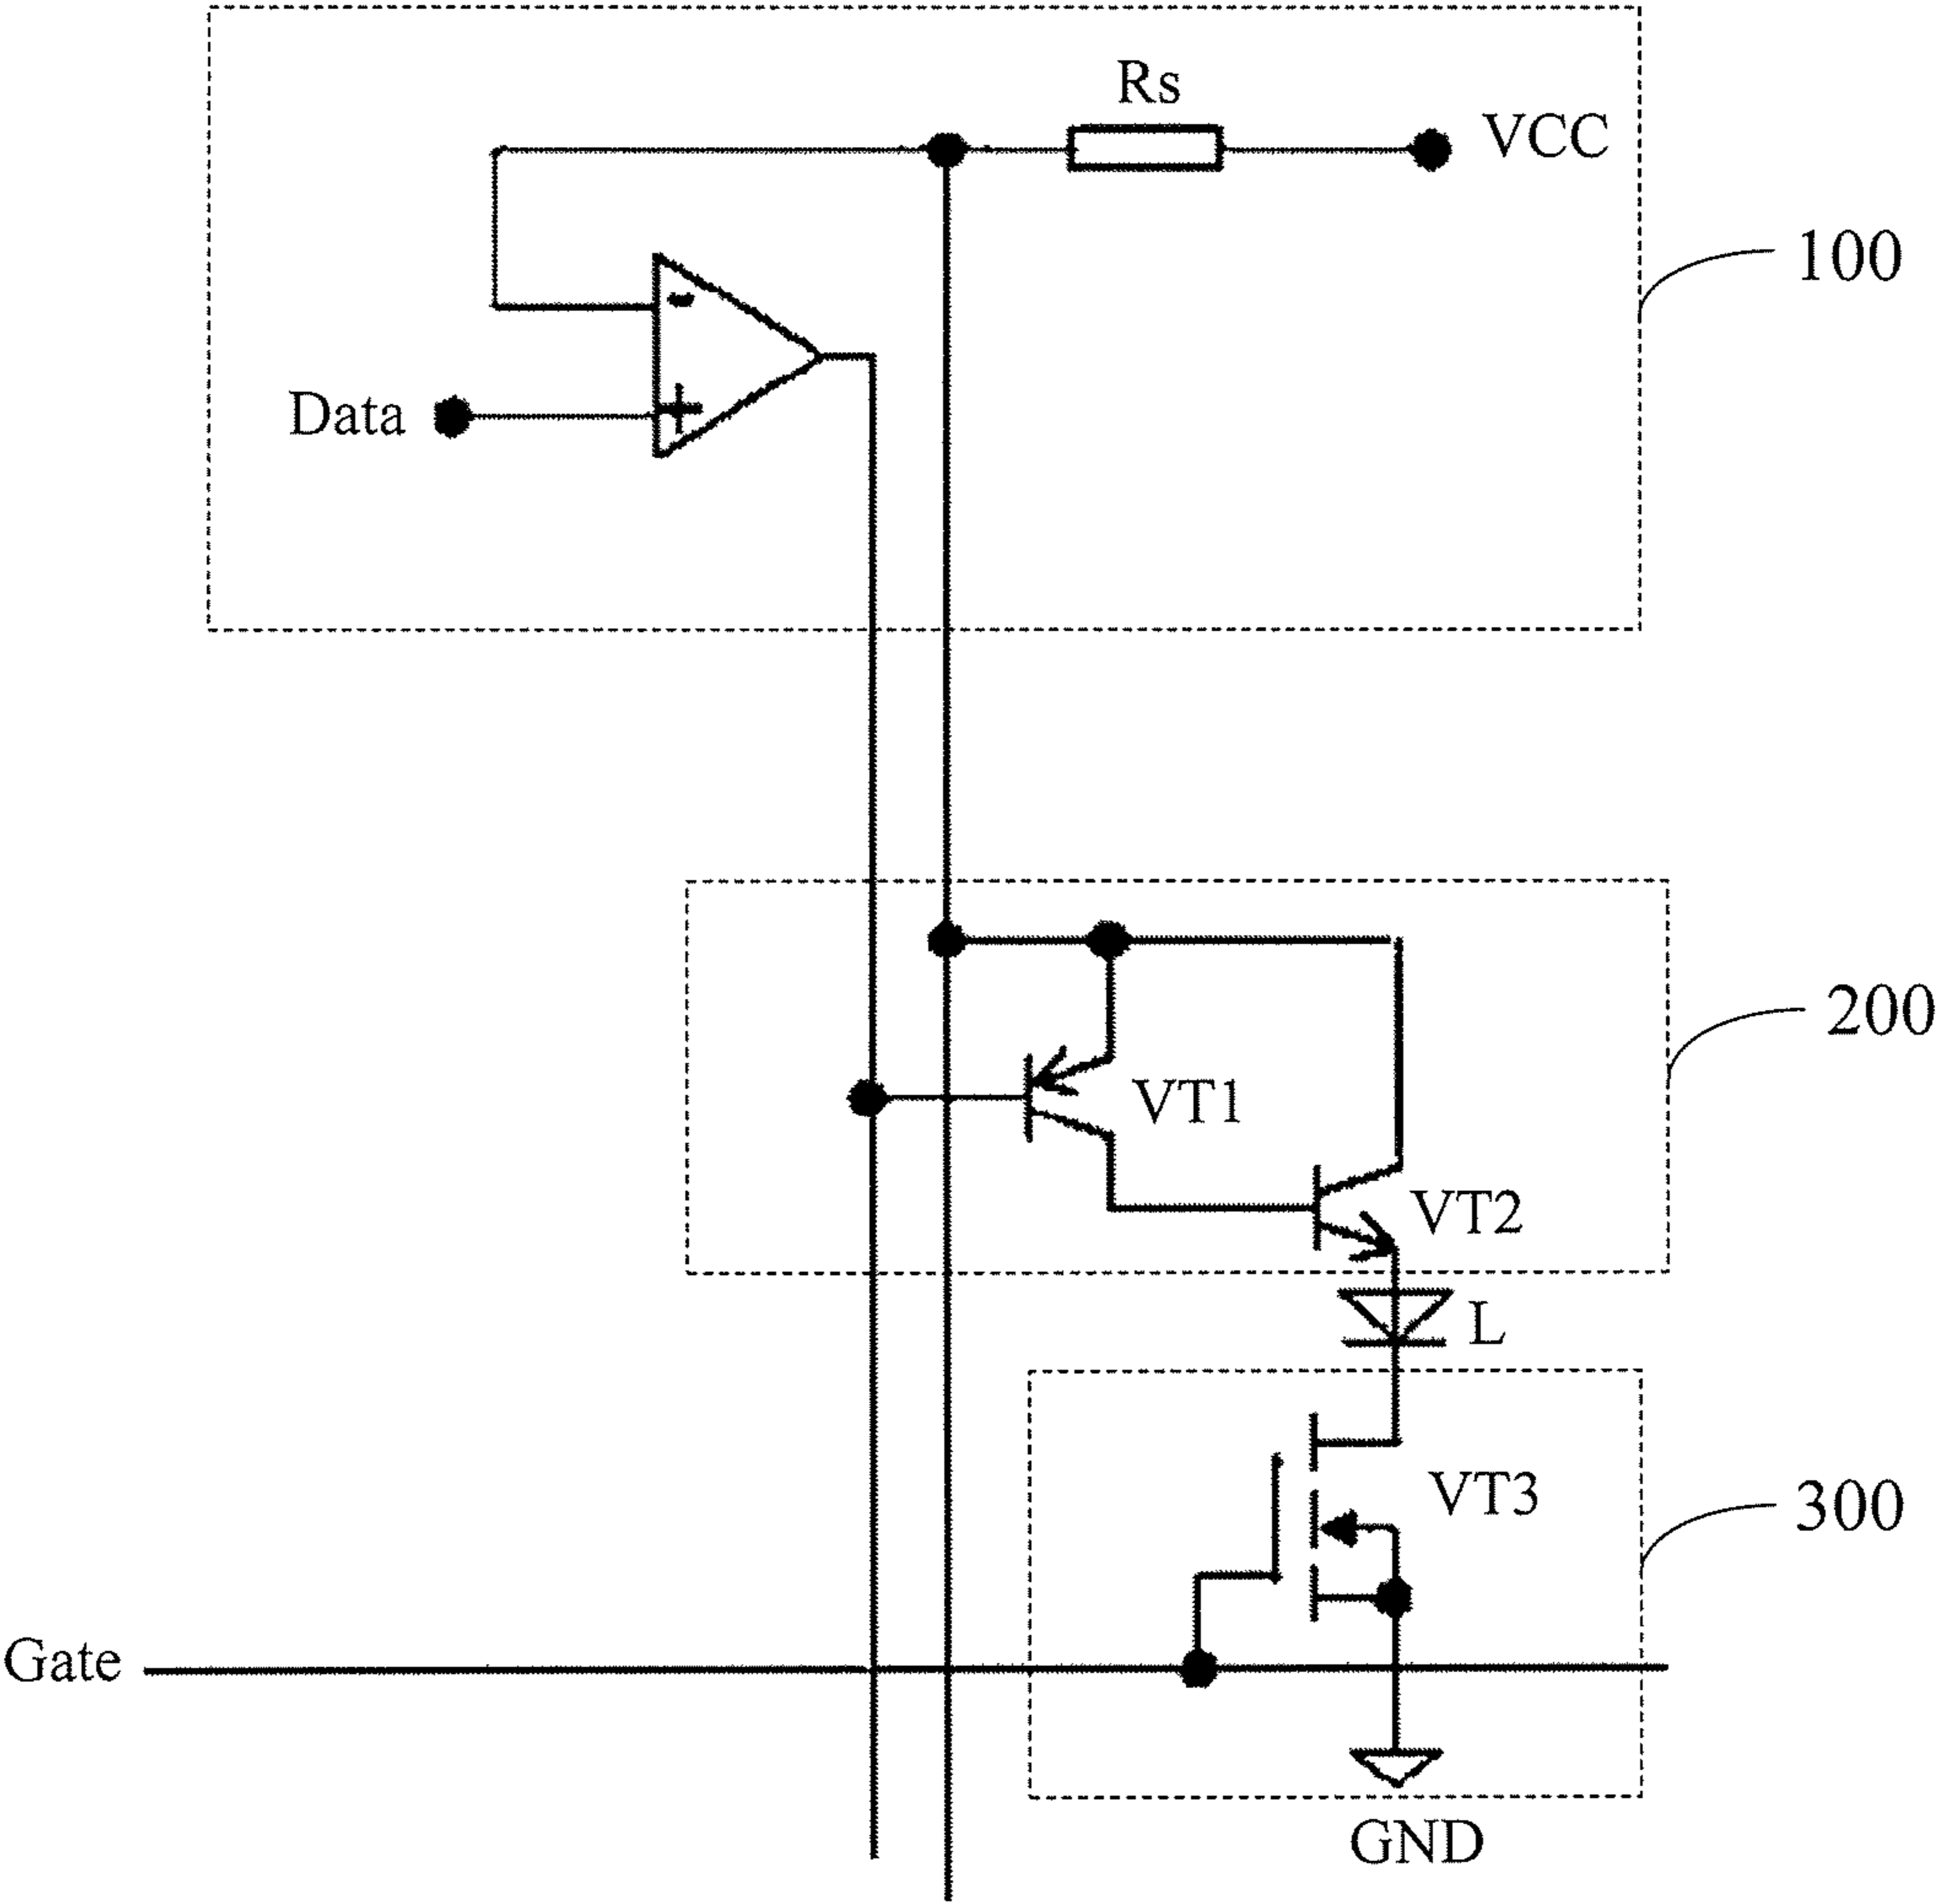 Rs
VCC
100
-
+
Data
200
VT1
VT2
L
VT3
300
Gate
GND